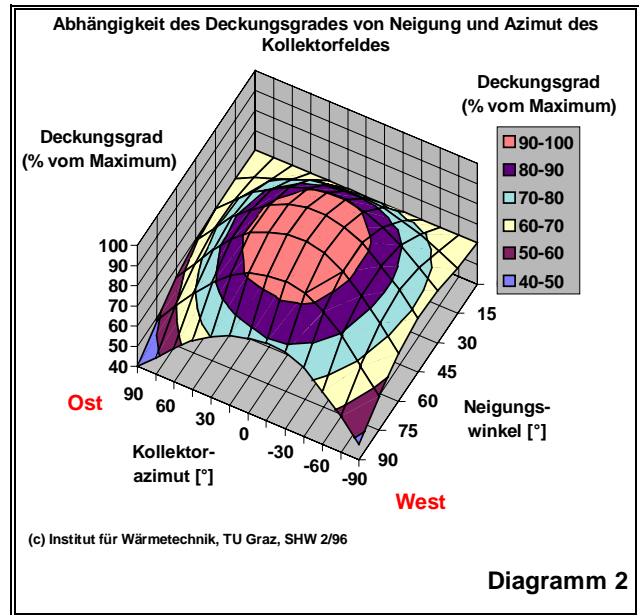 Abhängigkeit des Deckungsgrades von Neigung und Azimut des
Kollektorfeldes
Deckungsgrad
(% vom Maximum)
Deckungsgrad
(% vom Maximum)
90-100
80-90
70-80
60-70
50-60
40-50
100
90
80
70
60
50
40
90
60
30
0
-30
-60
-90
15
30
45
60
75
90
Ost
Kollektor-
azimut [°]
Neigungs-
winkel [°]
West
(c) Institut für Wärmetechnik, TU Graz, SHW 2/96
Diagramm 2